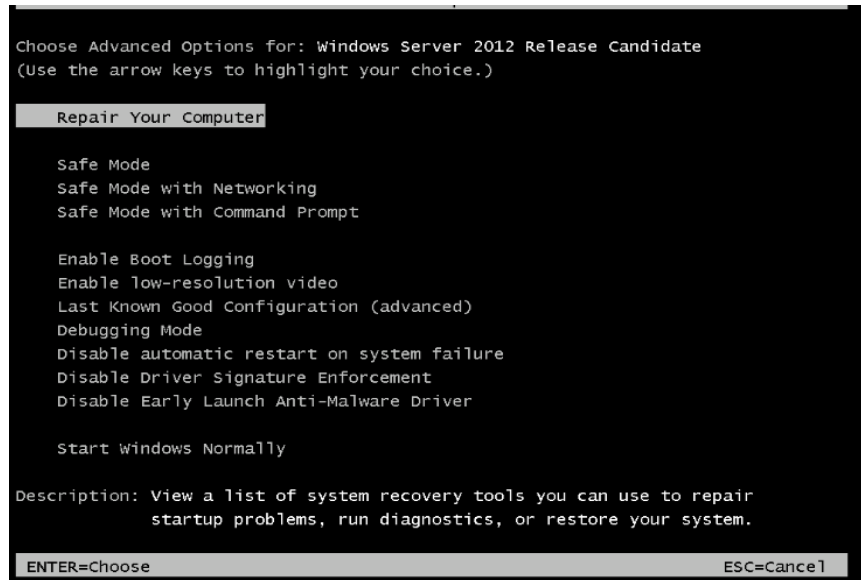 Choose Advanced Options for: Windows Server 2012 Release Candidate
(Use the arrow keys to highlight your choice.)
Repair Your Computer
Safe Mode
Safe Mode with Networking
Safe Mode with Command Prompt
Enable Boot Logging
Enable low-resolution video
Last Known Good Configuration (advanced)
Debugging Mode
Disable automatic restart on system failure
Disable Driver Signature Enforcement
Disable Early Launch Anti-Malware Driver
Start Windows Normally
Description: View a list of system recovery tools you can use to repair
startup problems, run diagnostics, or restore your system.
ENTER=Choose ESC=Cancel